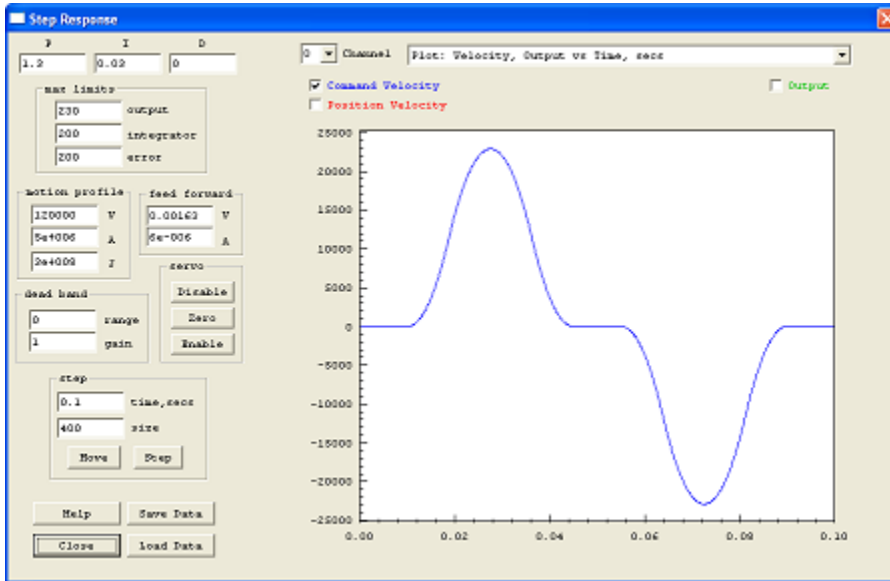 Step Response
P I D
1.2 0.02 0
0 Channel Plot: Velocity, Output vs Time, secs
Command Velocity Output
Position Velocity
max limits
230 output
200 integrator
200 error
motion profile
120000 V
5e+006 A
J
feed forward
0.00163 V
6e-006 A
servo
Disable
Zero
Enable
dead band
0 range
1 gain
step
0.1 time,secs
400 size
Move Step
Help Save Data
Close Load Data
25000
20000
15000
10000
5000
0
-5000
-10000
-15000
-20000
-25000
0.00 0.02 0.04 0.06 0.08 0.10